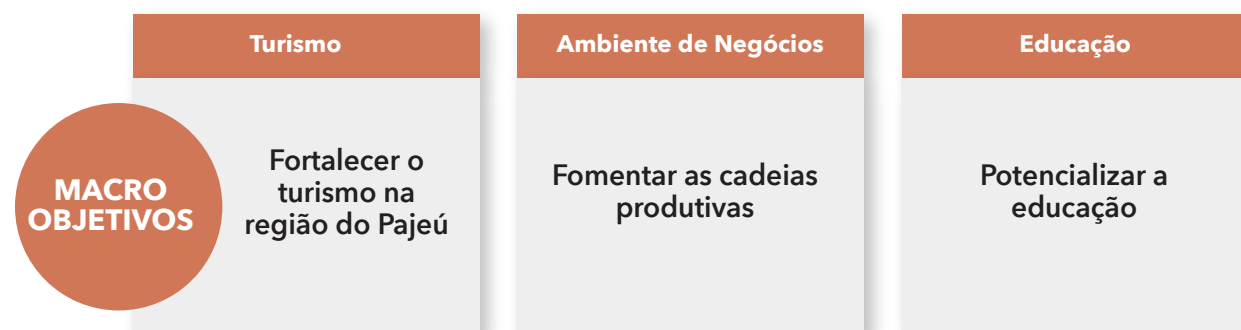 Turismo
Ambiente de Negócios
Educação
MACRO
OBJETIVOS
Fortalecer o
turismo na
região do Pajeú
Fomentar as cadeias
produtivas
Potencializar a
educação